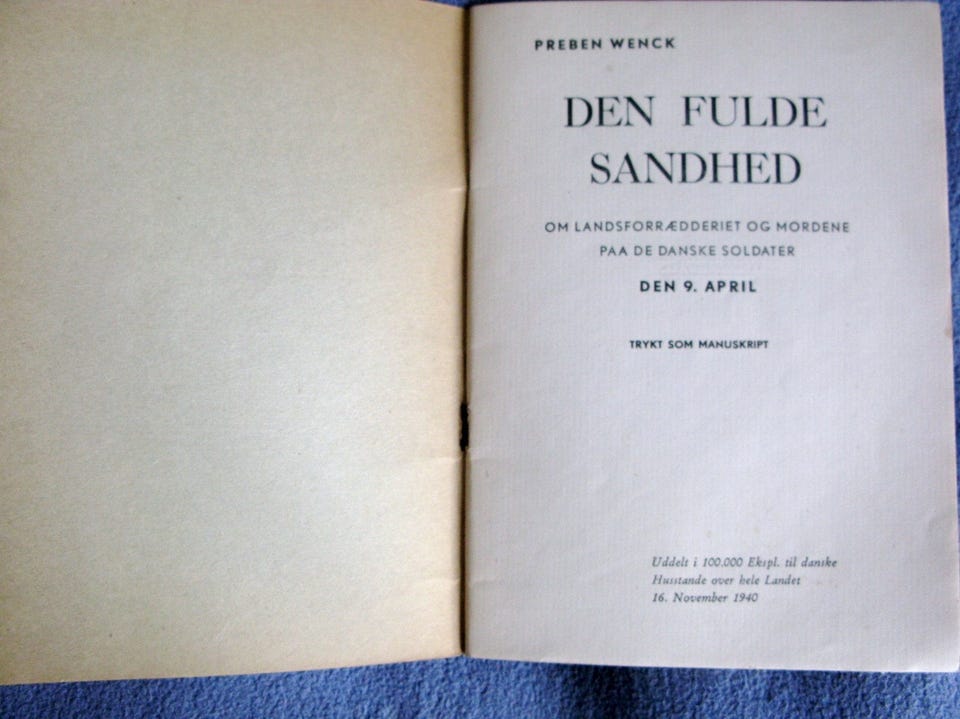 PREBEN WENCK
DEN FULDE
SANDHED
OM LANDSFORRÆDDERIET OG MORDENE
PAA DE DANSKE SOLDATER
DEN 9. APRIL
TRYKT SOM MANUSKRIPT
Uddelt i 100.000 Ekspl. til danske
Husstande over hele Landet
16. November 1940